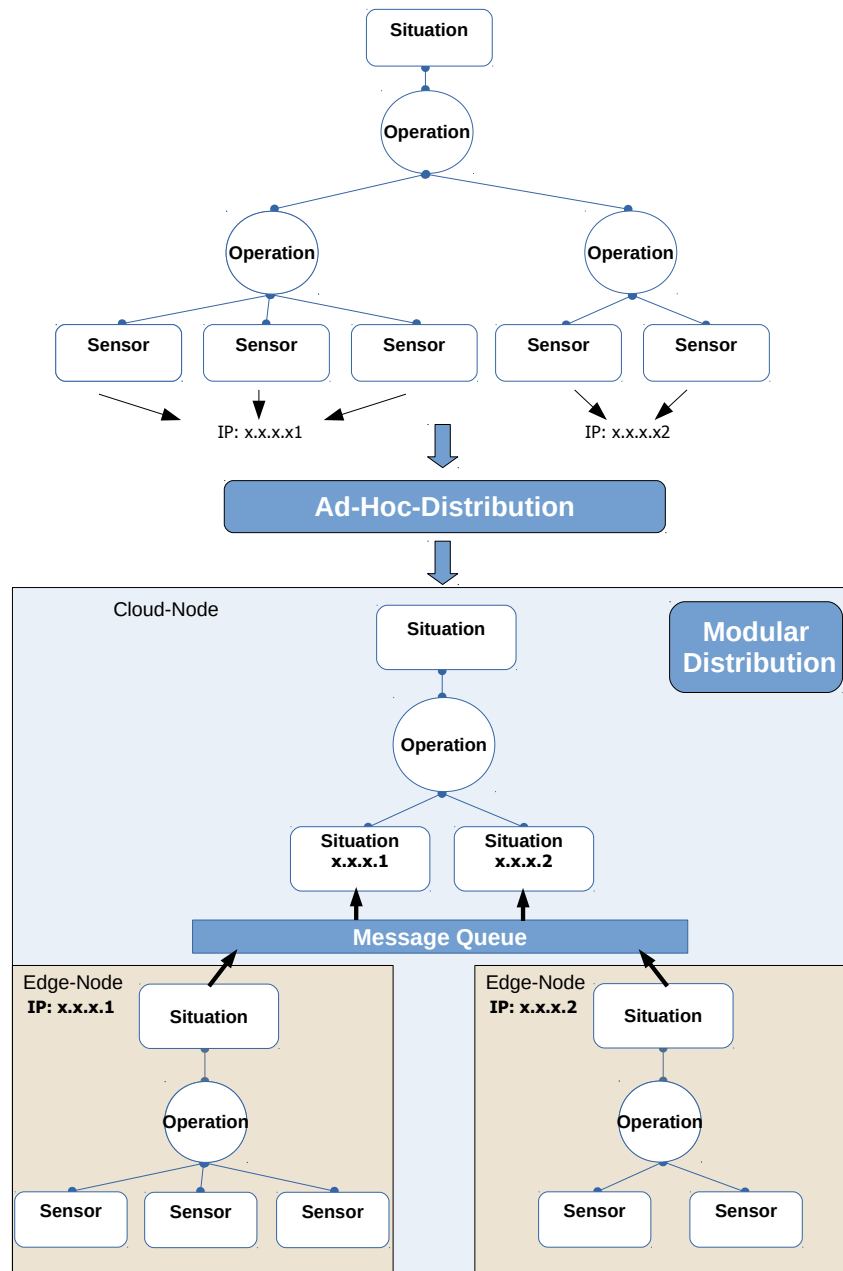 Situation
Operation
Operation
Operation
Sensor
Sensor
Sensor
Sensor
Sensor
IP: x.x.x.x1
IP: x.x.x.x2
Ad-Hoc-Distribution
Cloud-Node
Situation
Modular
Distribution
Operation
Situation
x.x.x.1
Situation
x.x.x.2
Message Queue
Edge-Node
IP: x.x.x.1
Situation
Operation
Sensor
Sensor
Sensor
Edge-Node
IP: x.x.x.2
Situation
Operation
Sensor
Sensor